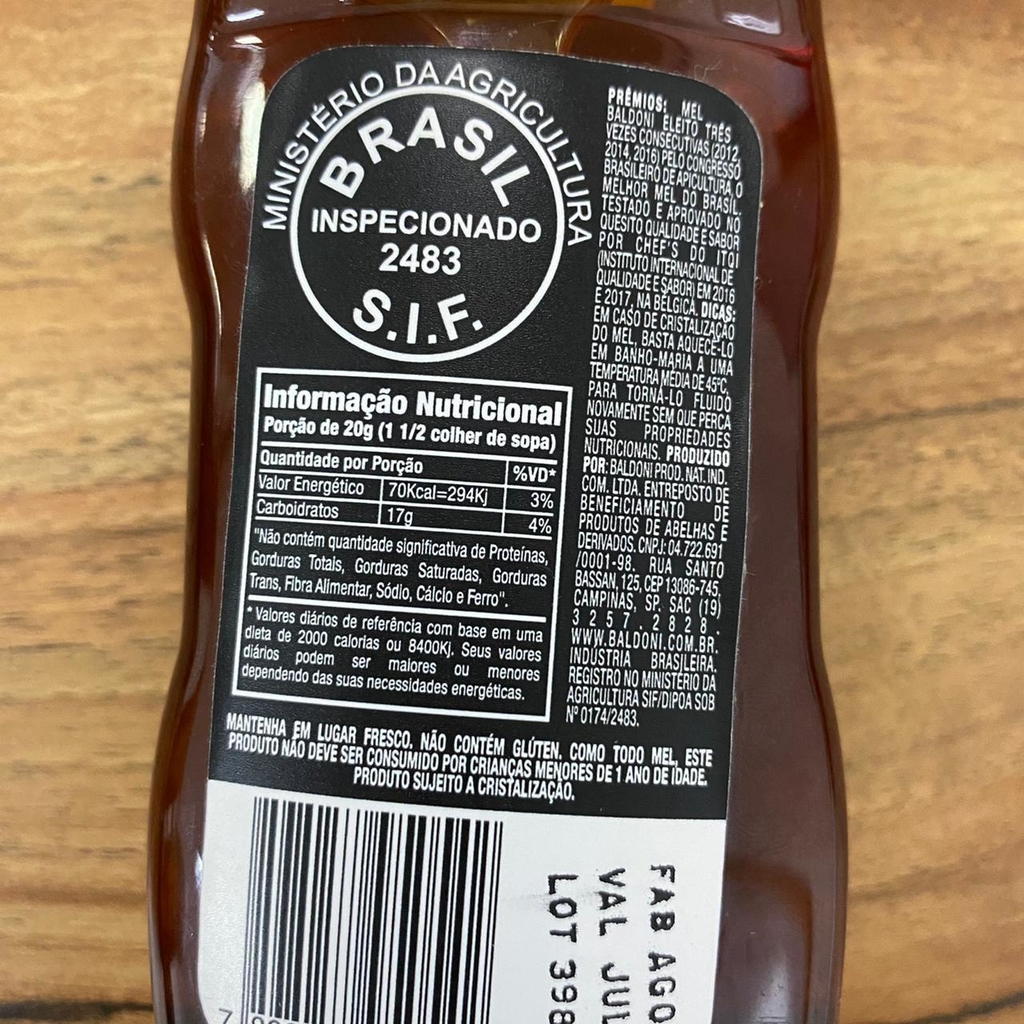 MINISTÉRIO DA AGRICULTURA
BRASIL
INSPECIONADO
2483
S.I.F.
Informação Nutricional
Porção de 20g (1 1/2 colher de sopa)
Quantidade por Porção %VD*
Valor Energético 70Kcal=294Kj 3%
Carboidratos 17g 4%
"Não contém quantidade significativa de Proteínas,
Gorduras Totais, Gorduras Saturadas, Gorduras
Trans, Fibra Alimentar, Sódio, Cálcio e Ferro".
* Valores diários de referência com base em uma
dieta de 2000 calorias ou 8400Kj. Seus valores
diários podem ser maiores ou menores
dependendo das suas necessidades energéticas.
PRÊMIOS: MEL
BALDONI ELEITO TRÊS
VEZES CONSECUTIVAS (2012,
2014, 2016) PELO CONGRESSO
BRASILEIRO DE APICULTURA, O
MELHOR MEL DO BRASIL.
TESTADO E APROVADO NO
QUESITO QUALIDADE E SABOR
POR CHEF'S DO ITQI
(INSTITUTO INTERNACIONAL DE
QUALIDADE E SABOR) EM 2016
E 2017, NA BÉLGICA. DICAS:
EM CASO DE CRISTALIZAÇÃO
DO MEL, BASTA AQUECÊ-LO
EM BANHO-MARIA A UMA
TEMPERATURA MÉDIA DE 45°C,
PARA TORNÁ-LO FLUIDO
NOVAMENTE SEM QUE PERCA
SUAS PROPRIEDADES
NUTRICIONAIS. PRODUZIDO
POR: BALDONI PROD. NAT. IND.
COM. LTDA. ENTREPOSTO DE
BENEFICIAMENTO DE
PRODUTOS DE ABELHAS E
DERIVADOS. CNPJ: 04.722.691
/0001-98. RUA SANTO
BASSAN, 125, CEP 13086-745.
CAMPINAS, SP. SAC (19)
3257.2828.
WWW.BALDONI.COM.BR.
INDÚSTRIA BRASILEIRA.
REGISTRO NO MINISTÉRIO DA
AGRICULTURA SIF/DIPOA SOB
Nº 0174/2483.
MANTENHA EM LUGAR FRESCO. NÃO CONTÉM GLÚTEN. COMO TODO MEL, ESTE
PRODUTO NÃO DEVE SER CONSUMIDO POR CRIANÇAS MENORES DE 1 ANO DE IDADE.
PRODUTO SUJEITO A CRISTALIZAÇÃO.
FAB AGO
VAL JUL
LOT 398
7